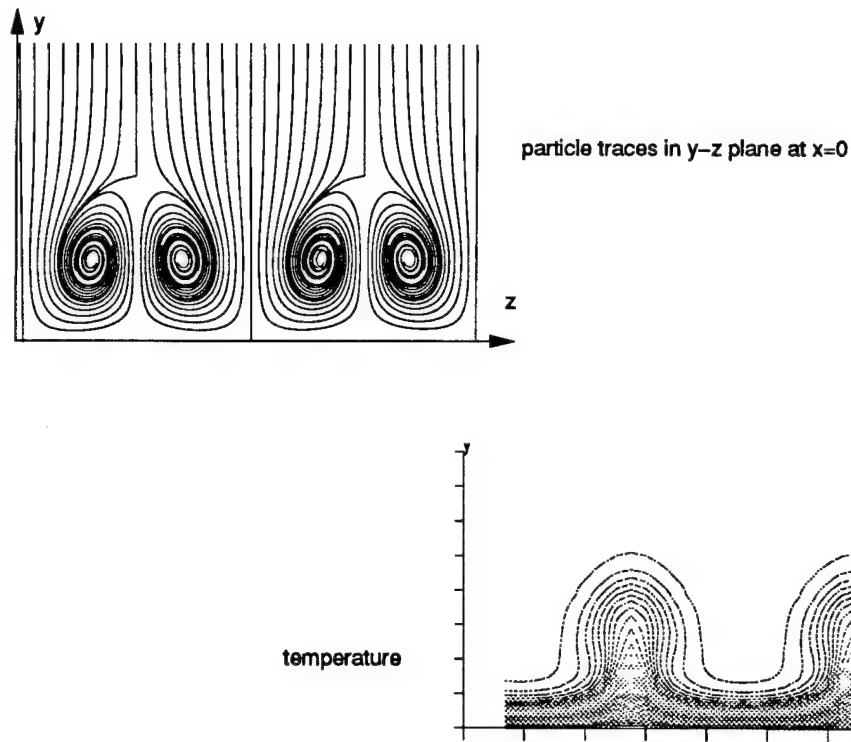 y
particle traces in y–z plane at x=0
z
y
temperature